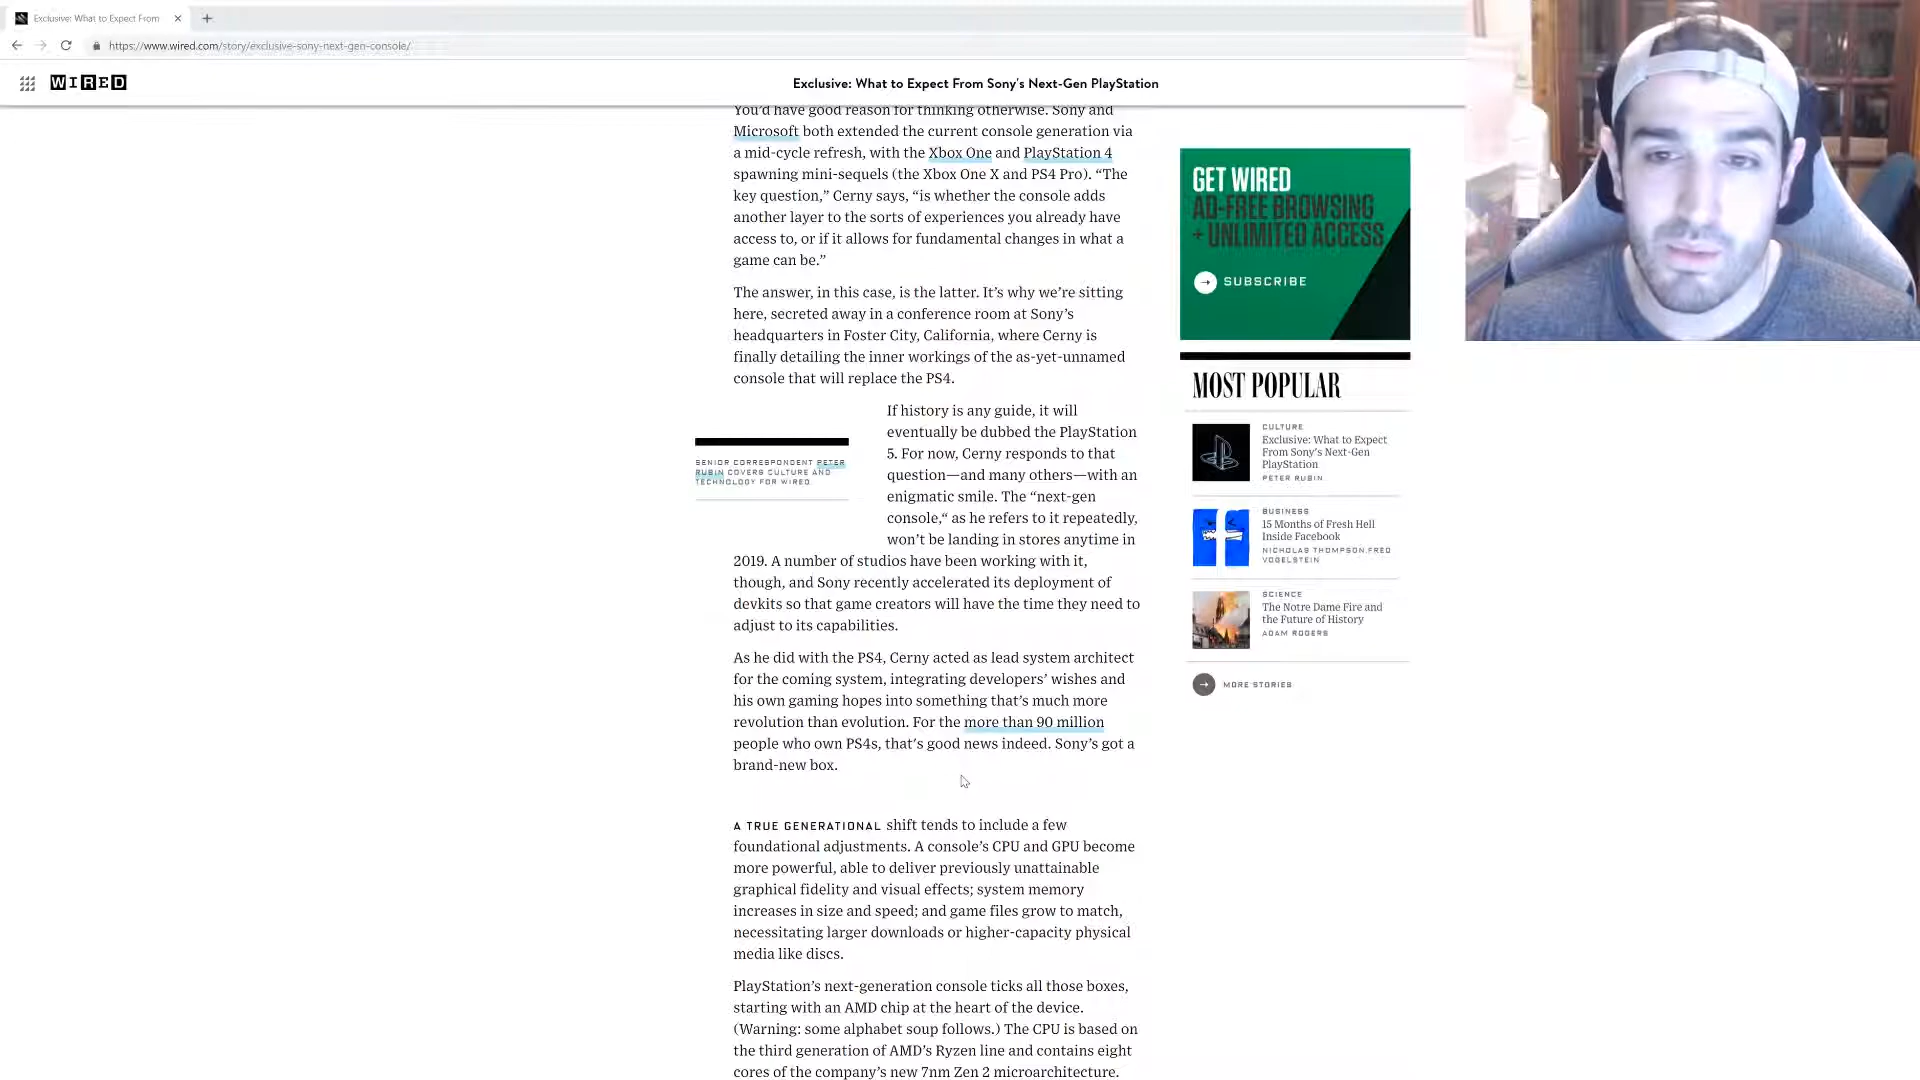 Exclusive: What to Expect From
https://www.wired.com/story/exclusive-sony-next-gen-console/
WIRED
Exclusive: What to Expect From Sony's Next-Gen PlayStation
You'd have good reason for thinking otherwise. Sony and
Microsoft both extended the current console generation via
a mid-cycle refresh, with the Xbox One and PlayStation 4
spawning mini-sequels (the Xbox One X and PS4 Pro). “The
key question,” Cerny says, “is whether the console adds
another layer to the sorts of experiences you already have
access to, or if it allows for fundamental changes in what a
game can be.”
The answer, in this case, is the latter. It’s why we’re sitting
here, secreted away in a conference room at Sony’s
headquarters in Foster City, California, where Cerny is
finally detailing the inner workings of the as-yet-unnamed
console that will replace the PS4.
SENIOR CORRESPONDENT PETER
RUBIN COVERS CULTURE AND
TECHNOLOGY FOR WIRED.
If history is any guide, it will
eventually be dubbed the PlayStation
5. For now, Cerny responds to that
question—and many others—with an
enigmatic smile. The “next-gen
console,“ as he refers to it repeatedly,
won’t be landing in stores anytime in
2019. A number of studios have been working with it,
though, and Sony recently accelerated its deployment of
devkits so that game creators will have the time they need to
adjust to its capabilities.
As he did with the PS4, Cerny acted as lead system architect
for the coming system, integrating developers’ wishes and
his own gaming hopes into something that’s much more
revolution than evolution. For the more than 90 million
people who own PS4s, that's good news indeed. Sony’s got a
brand-new box.
A TRUE GENERATIONAL shift tends to include a few
foundational adjustments. A console’s CPU and GPU become
more powerful, able to deliver previously unattainable
graphical fidelity and visual effects; system memory
increases in size and speed; and game files grow to match,
necessitating larger downloads or higher-capacity physical
media like discs.
PlayStation’s next-generation console ticks all those boxes,
starting with an AMD chip at the heart of the device.
(Warning: some alphabet soup follows.) The CPU is based on
the third generation of AMD’s Ryzen line and contains eight
cores of the company’s new 7nm Zen 2 microarchitecture.
GET WIRED
AD-FREE BROWSING
+ UNLIMITED ACCESS
SUBSCRIBE
MOST POPULAR
CULTURE
Exclusive: What to Expect
From Sony’s Next-Gen
PlayStation
PETER RUBIN
BUSINESS
15 Months of Fresh Hell
Inside Facebook
NICHOLAS THOMPSON,FRED
VOGELSTEIN
SCIENCE
The Notre Dame Fire and
the Future of History
ADAM ROGERS
MORE STORIES